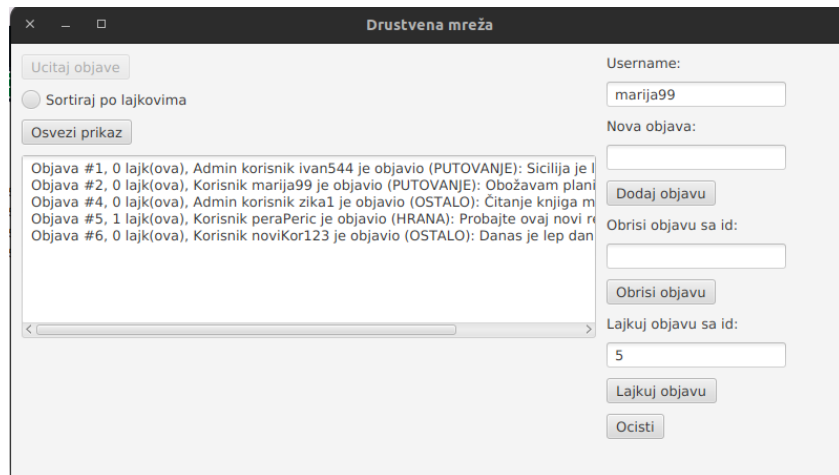 Drustvena mreža
Ucitaj objave
Sortiraj po lajkovima
Osvezi prikaz
Objava #1, 0 lajk(ova), Admin korisnik ivan544 je objavio (PUTOVANJE): Sicilija je
Objava #2, 0 lajk(ova), Korisnik marija99 je objavio (PUTOVANJE): Obožavam plani
Objava #4, 0 lajk(ova), Admin korisnik zika1 je objavio (OSTALO): Čitanje knjiga m
Objava #5, 1 lajk(ova), Korisnik peraPeric je objavio (HRANA): Probajte ovaj novi re
Objava #6, 0 lajk(ova), Korisnik noviKor123 je objavio (OSTALO): Danas je lep dan
Username:
marija99
Nova objava:
Dodaj objavu
Obrisi objavu sa id:
Obrisi objavu
Lajkuj objavu sa id:
5
Lajkuj objavu
Ocisti